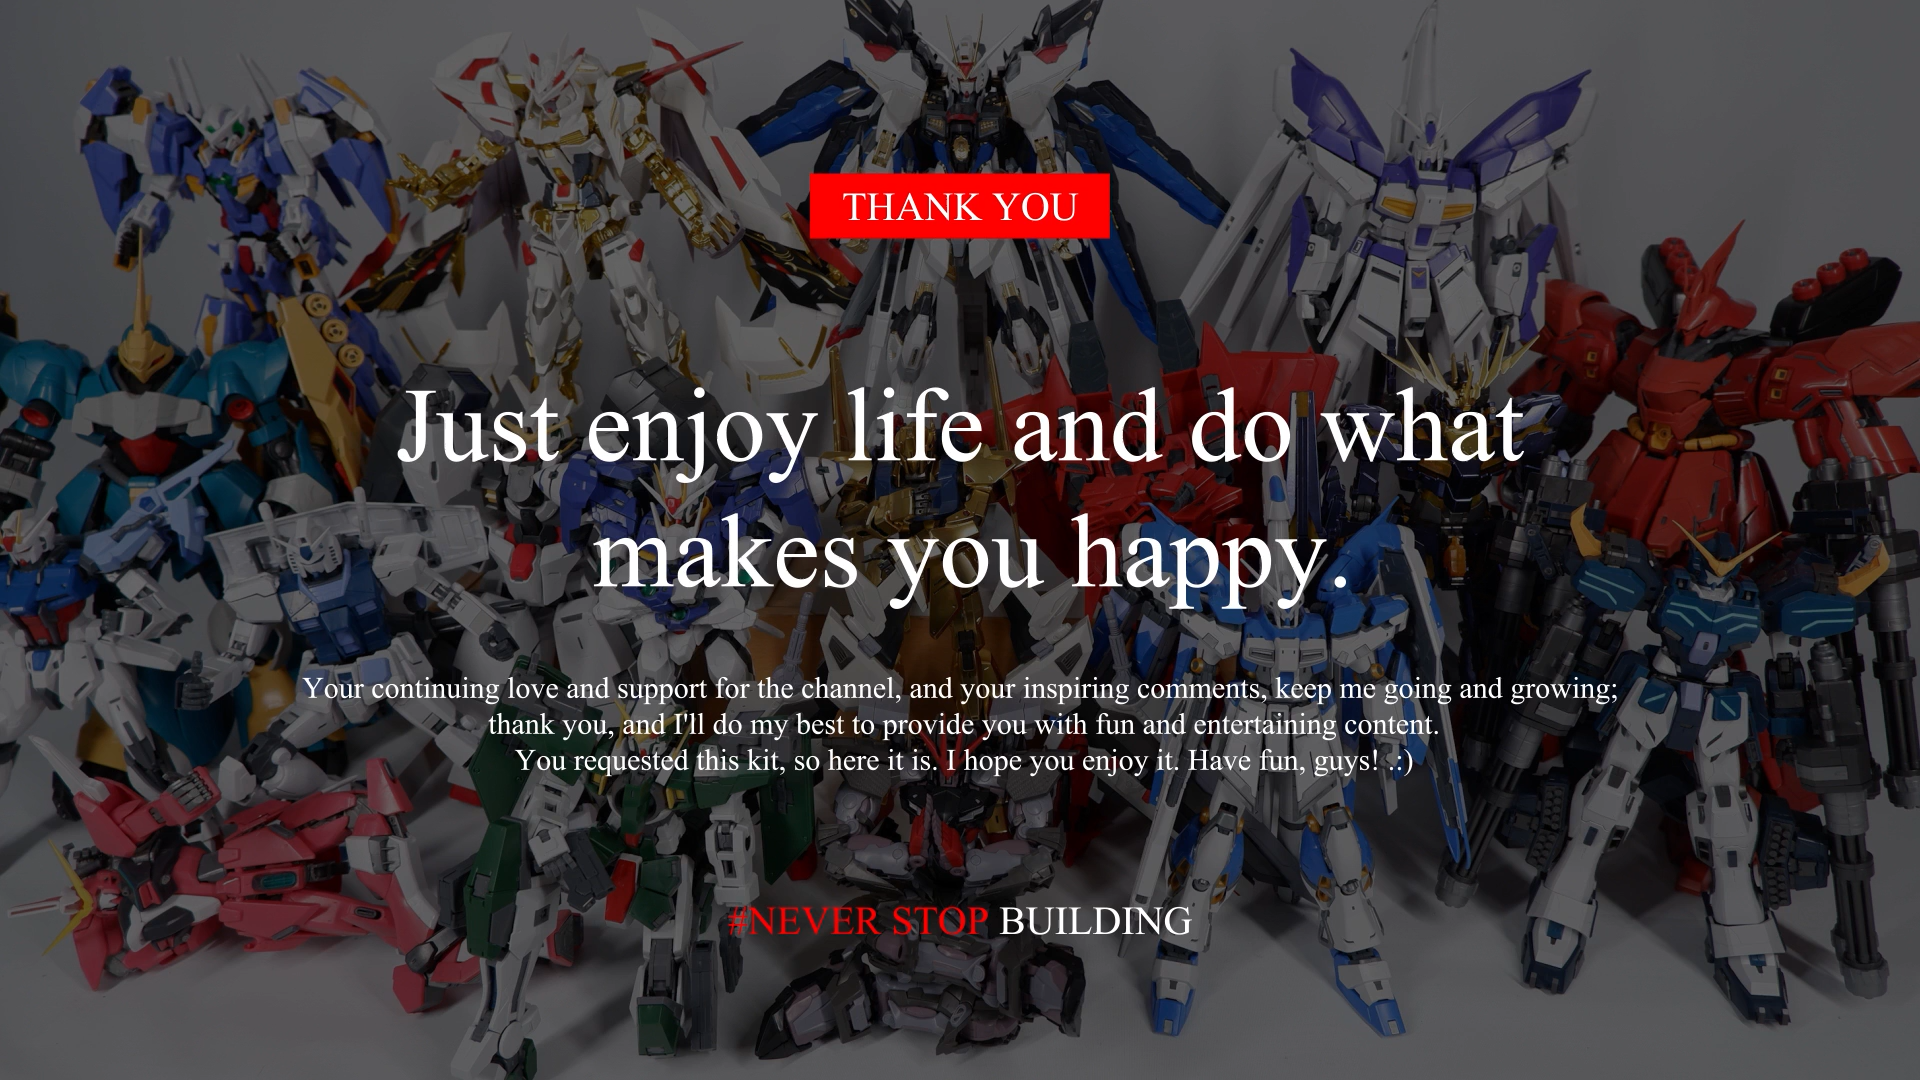 THANK YOU
Just enjoy life and do what
makes you happy.
Your continuing love and support for the channel, and your inspiring comments, keep me going and growing;
thank you, and I'll do my best to provide you with fun and entertaining content.
You requested this kit, so here it is. I hope you enjoy it. Have fun, guys! .:)
#NEVER STOP BUILDING